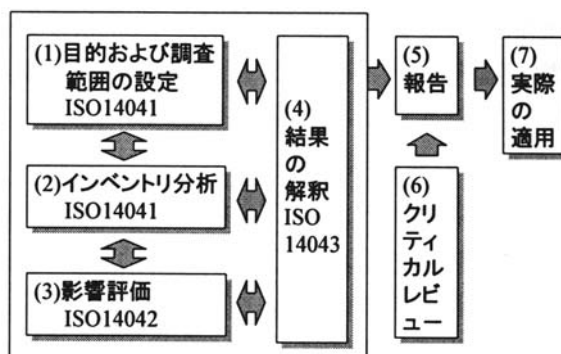 (1)目的および調査
範囲の設定
ISO14041
(2)インベントリ分析
ISO14041
(3)影響評価
ISO14042
(4)
結果
の
解釈
ISO
14043
(5)
報告
(6)
ク
リ
ティ
カル
レビ
ュー
(7)
実際
の
適用